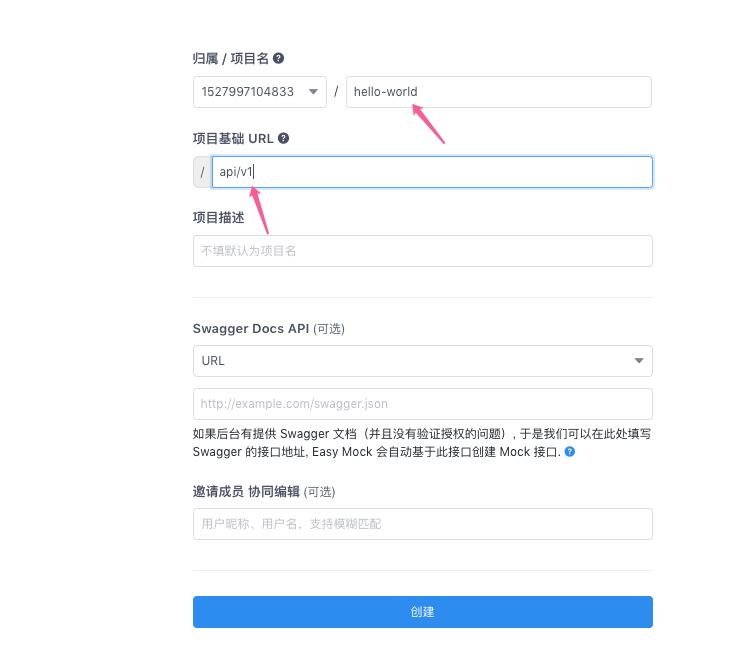 归属 / 项目名 ?
1527997104833 / hello-world
项目基础 URL ?
/ api/v1
项目描述
不填默认为项目名
Swagger Docs API (可选)
URL
http://example.com/swagger.json
如果后台有提供 Swagger 文档（并且没有验证授权的问题）, 于是我们可以在此处填写
Swagger 的接口地址, Easy Mock 会自动基于此接口创建 Mock 接口. ?
邀请成员 协同编辑 (可选)
用户昵称、用户名，支持模糊匹配
创建